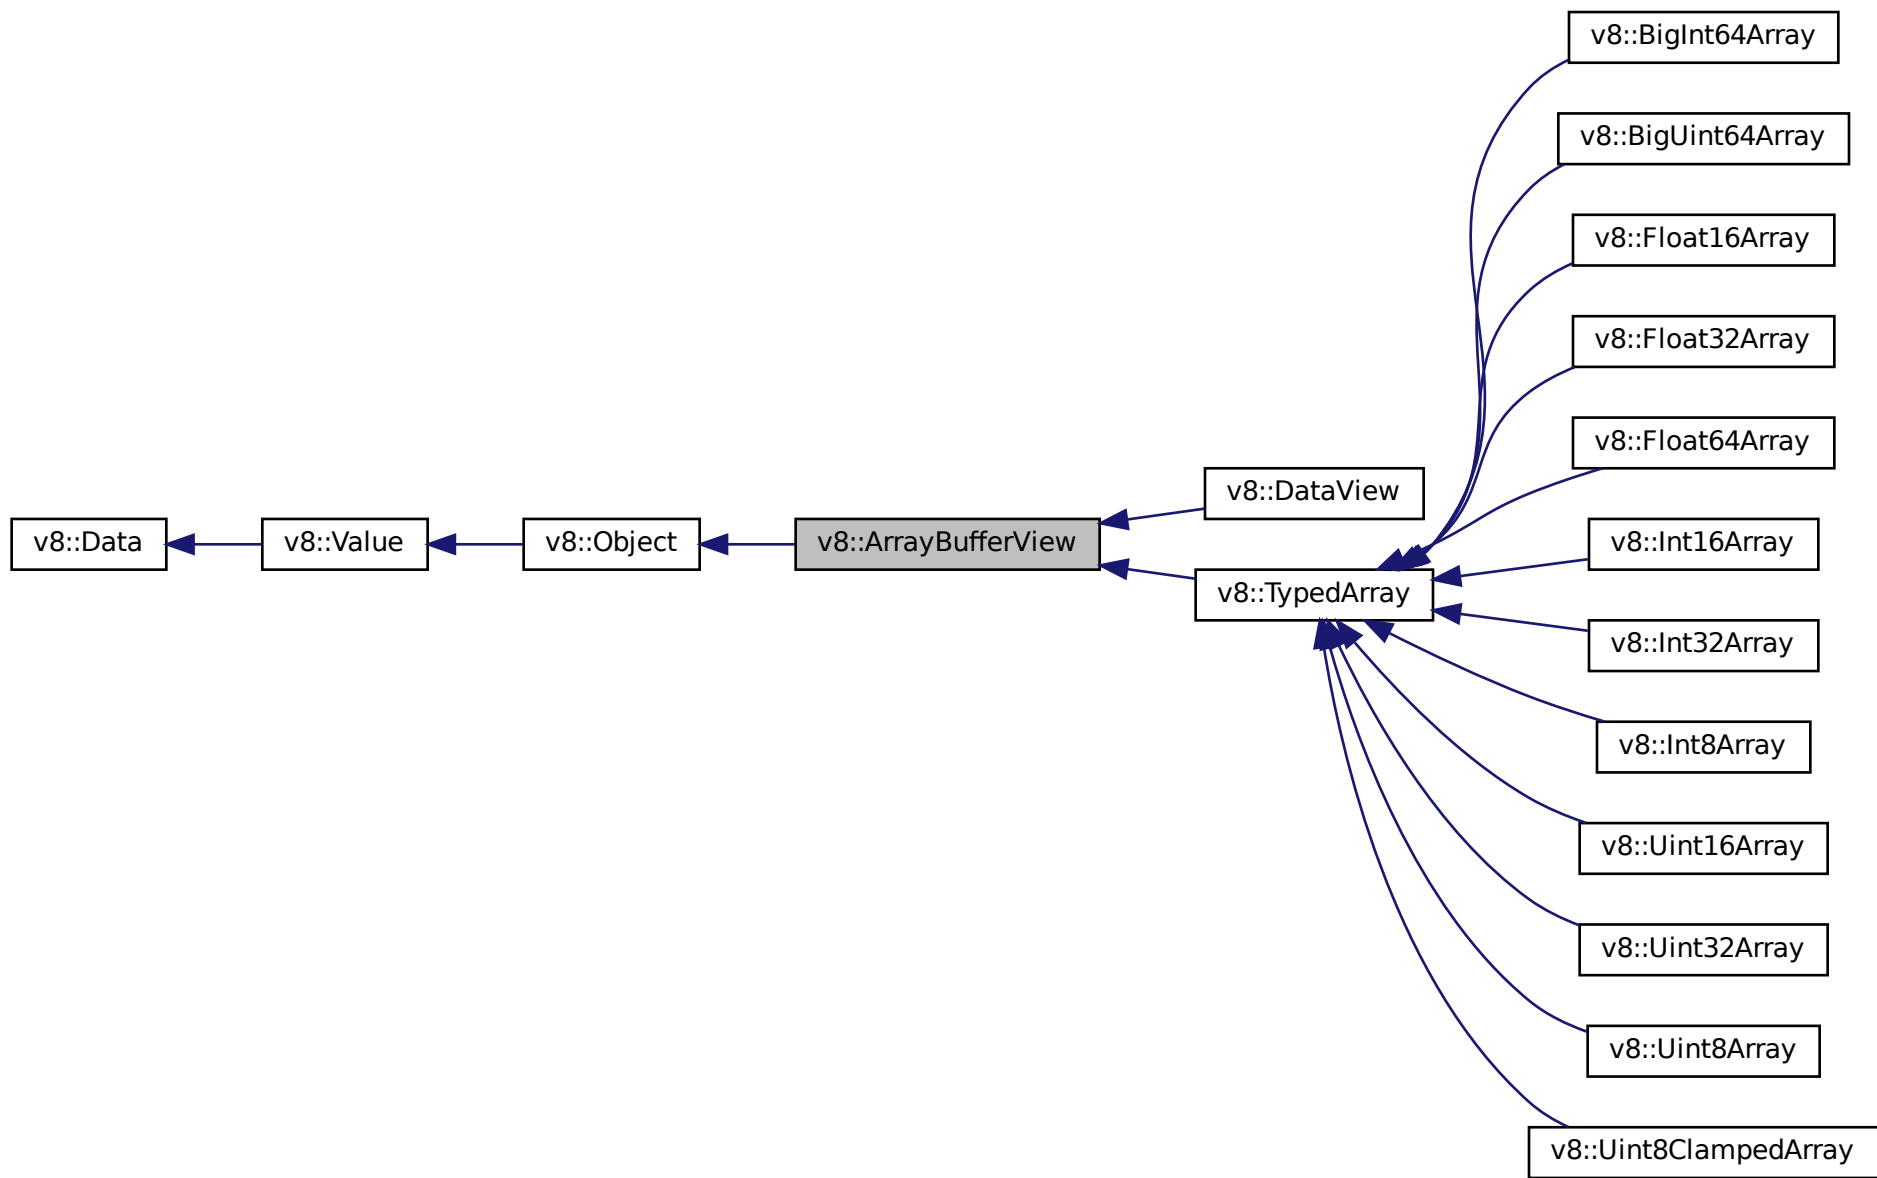 v8::BigInt64Array
v8::BigUint64Array
v8::Float16Array
v8::Float32Array
v8::Float64Array
v8::DataView
v8::Data
v8::Value
v8::Object
v8::ArrayBufferView
v8::Int16Array
v8::TypedArray
v8::Int32Array
v8::Int8Array
v8::Uint16Array
v8::Uint32Array
v8::Uint8Array
v8::Uint8ClampedArray